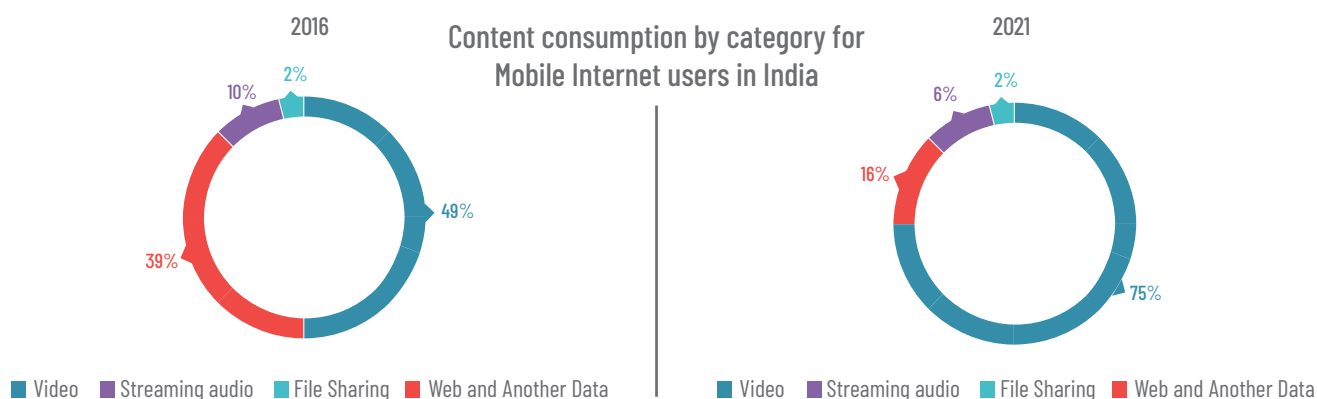 2016
Content consumption by category for
Mobile Internet users in India
2021
2%
10%
49%
39%
Video
Streaming audio
File Sharing
Web and Another Data
2%
6%
16%
75%
Video
Streaming audio
File Sharing
Web and Another Data